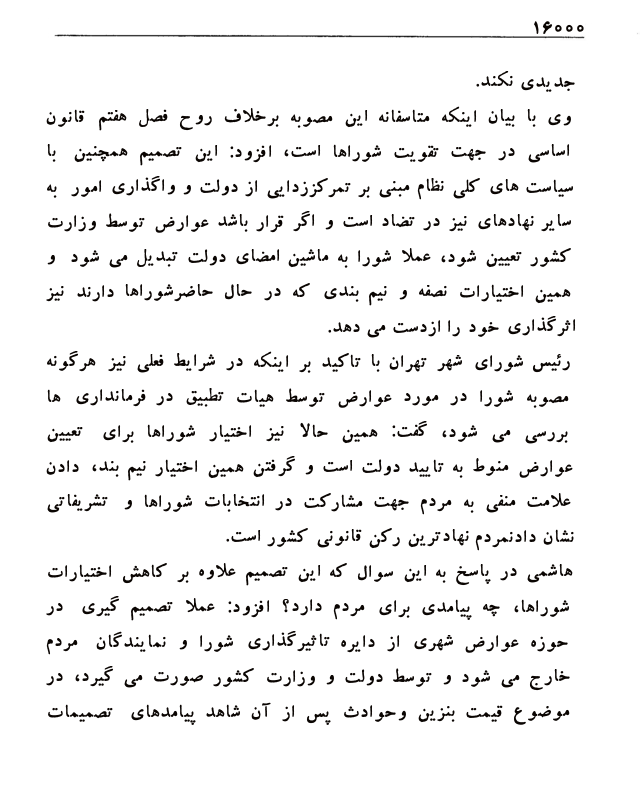 ۱۶۰۰۰
جدیدی نکند.
وی با بیان اینکه متاسفانه این مصوبه برخلاف روح فصل هفتم قانون
اساسی در جهت تقویت شوراها است، افزود: این تصمیم همچنین با
سیاست های کلی نظام مبنی بر تمرکززدایی از دولت و واگذاری امور به
سایر نهادهای نیز در تضاد است و اگر قرار باشد عوارض توسط وزارت
کشور تعیین شود، عملا شورا به ماشین امضای دولت تبدیل می شود و
همین اختیارات نصفه و نیم بندی که در حال حاضرشوراها دارند نیز
اثرگذاری خود را ازدست می دهد.
رئیس شورای شهر تهران با تاکید بر اینکه در شرایط فعلی نیز هرگونه
مصوبه شورا در مورد عوارض توسط هیات تطبیق در فرمانداری ها
بررسی می شود، گفت: همین حالا نیز اختیار شوراها برای تعیین
عوارض منوط به تایید دولت است و گرفتن همین اختیار نیم بند، دادن
علامت منفی به مردم جهت مشارکت در انتخابات شوراها و تشریفاتی
نشان دادنمردم نهادترین رکن قانونی کشور است.
هاشمی در پاسخ به این سوال که این تصمیم علاوه بر کاهش اختیارات
شوراها، چه پیامدی برای مردم دارد؟ افزود: عملا تصمیم گیری در
حوزه عوارض شهری از دایره تاثیرگذاری شورا و نمایندگان مردم
خارج می شود و توسط دولت و وزارت کشور صورت می گیرد، در
موضوع قیمت بنزین وحوادث پس از آن شاهد پیامدهای تصمیمات